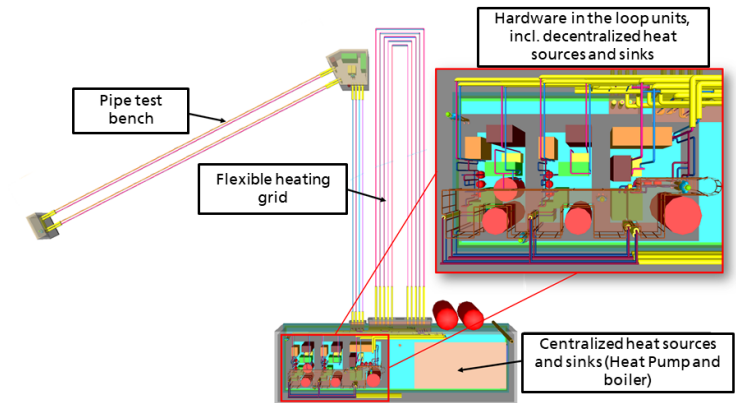 Hardware in the loop units,
incl. decentralized heat
sources and sinks
Pipe test
bench
Flexible heating
grid
Centralized heat sources
and sinks (Heat Pump and
boiler)